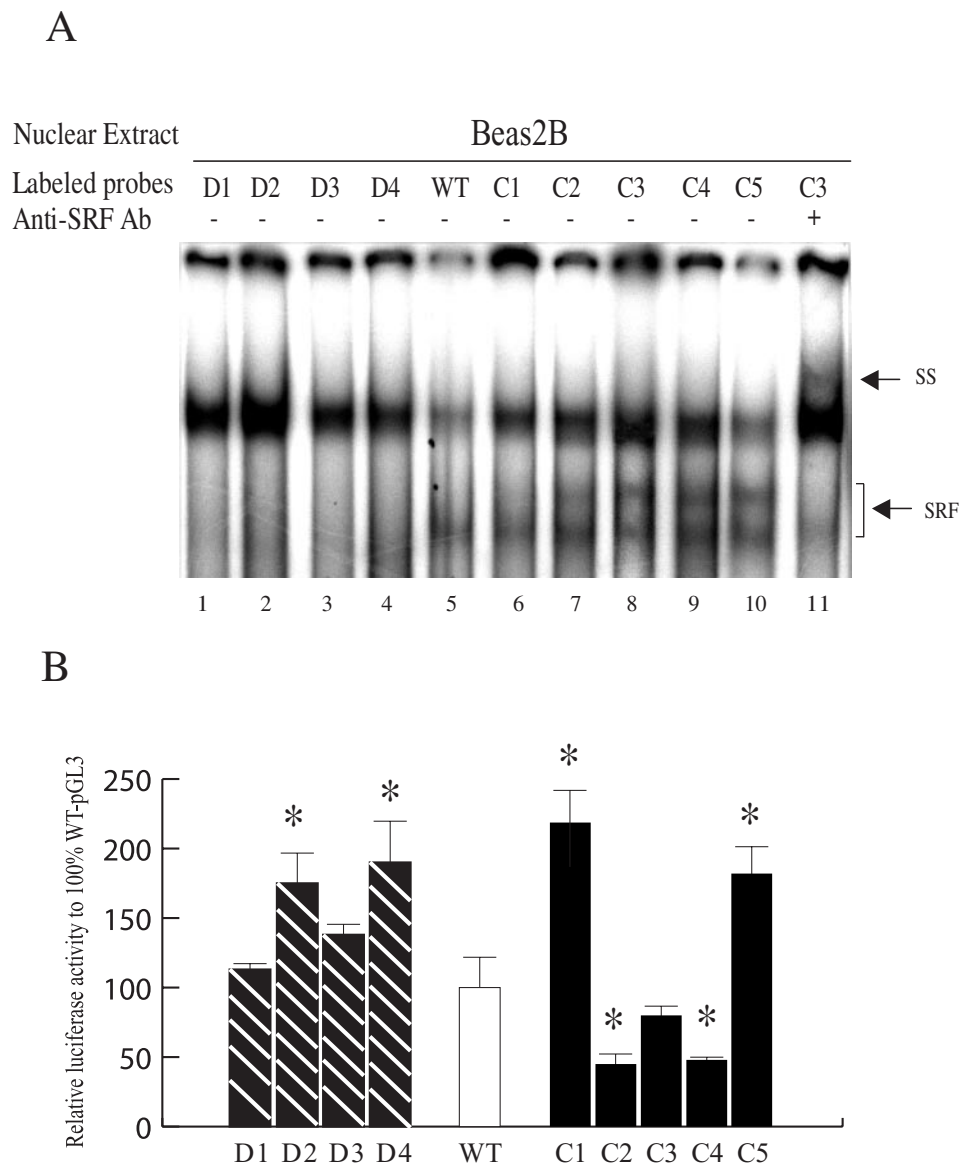 A
Nuclear Extract Beas2B
Labeled probes D1 D2 D3 D4 WT C1 C2 C3 C4 C5 C3
Anti-SRF Ab - - - - - - - - - - +
SS
SRF
1 2 3 4 5 6 7 8 9 10 11
B
Relative luciferase activity to 100% WT-pGL3
250
200
150
100
50
0
* * * * * *
D1 D2 D3 D4 WT C1 C2 C3 C4 C5